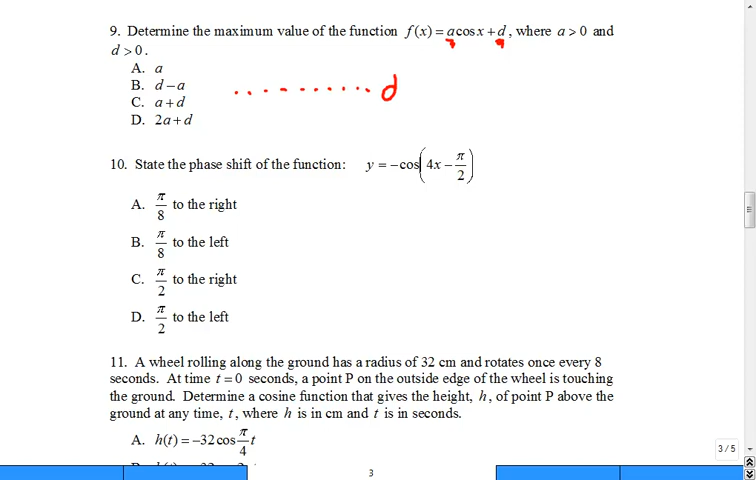 9. Determine the maximum value of the function f(x) = a cos x + d, where a > 0 and
d > 0.
A. a
B. d − a
C. a + d
D. 2a + d
d
10. State the phase shift of the function: y = −cos(4x − π/2)
A. π/8 to the right
B. π/8 to the left
C. π/2 to the right
D. π/2 to the left
11. A wheel rolling along the ground has a radius of 32 cm and rotates once every 8
seconds. At time t = 0 seconds, a point P on the outside edge of the wheel is touching
the ground. Determine a cosine function that gives the height, h, of point P above the
ground at any time, t, where h is in cm and t is in seconds.
A. h(t) = −32 cos π/4 t
3/5
3